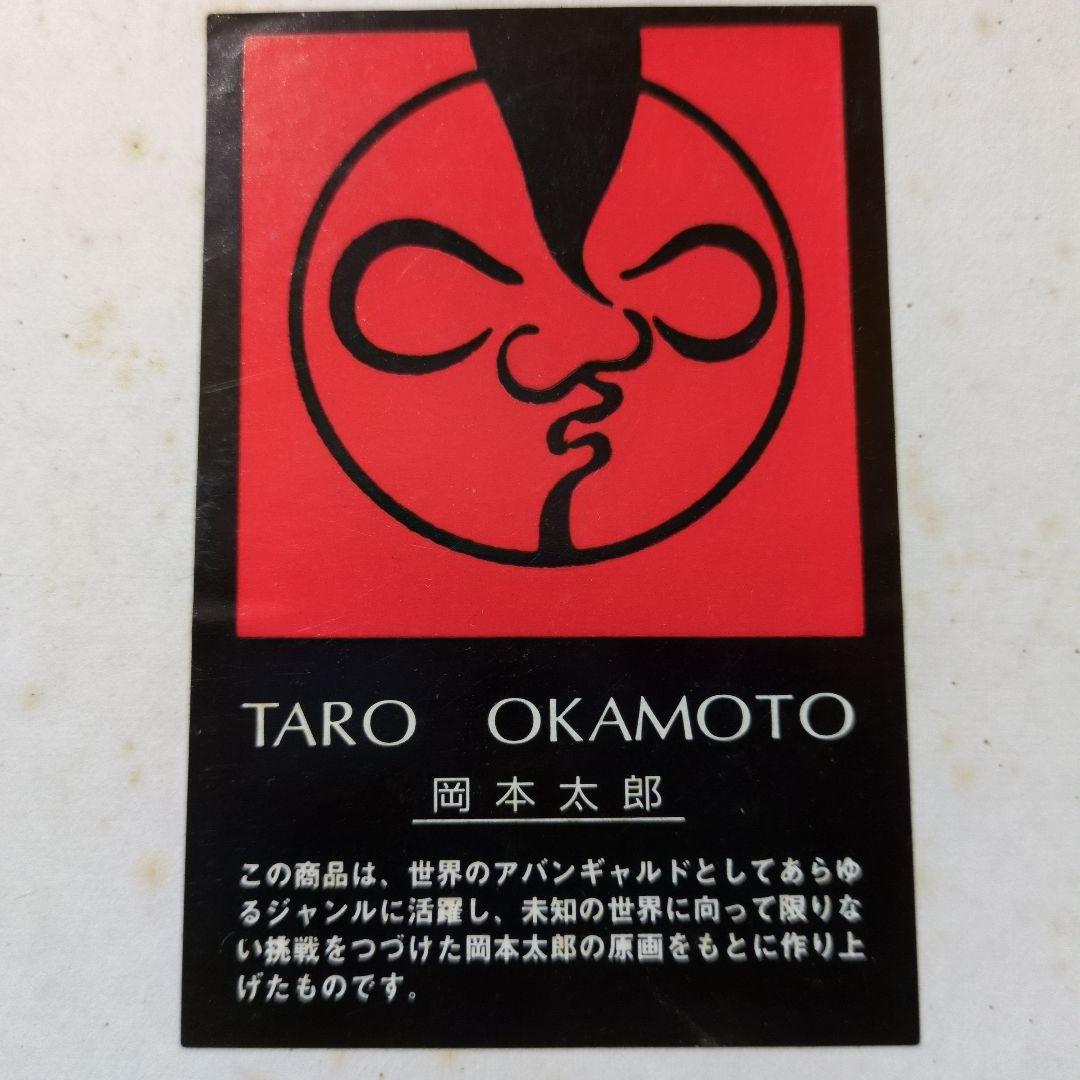 TARO OKAMOTO
岡本太郎
この商品は、世界のアバンギャルドとしてあらゆ
るジャンルに活躍し、未知の世界に向って限りな
い挑戦をつづけた岡本太郎の原画をもとに作り上
げたものです。